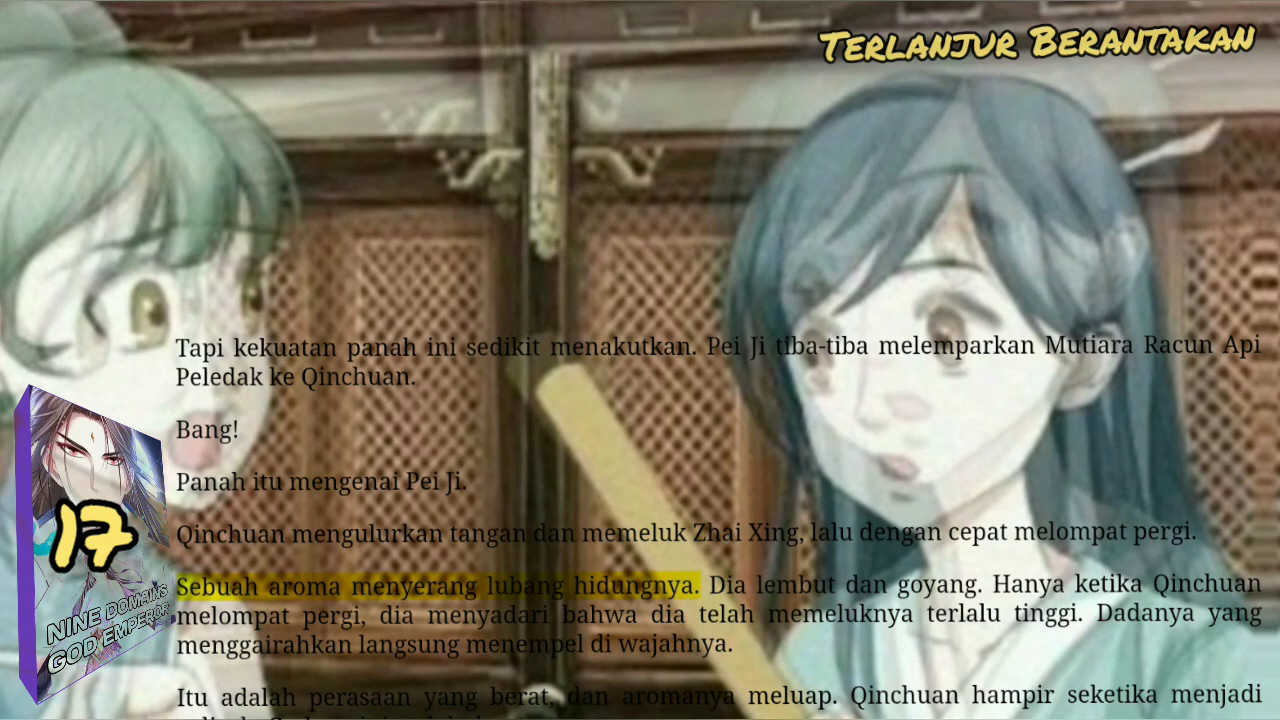 Terlanjur Berantakan
Tapi kekuatan panah ini sedikit menakutkan. Pei Ji tiba-tiba melemparkan Mutiara Racun Api
Peledak ke Qinchuan.
Bang!
Panah itu mengenai Pei Ji.
Qinchuan mengulurkan tangan dan memeluk Zhai Xing, lalu dengan cepat melompat pergi.
Sebuah aroma menyerang lubang hidungnya. Dia lembut dan goyang. Hanya ketika Qinchuan
melompat pergi, dia menyadari bahwa dia telah memeluknya terlalu tinggi. Dadanya yang
menggairahkan langsung menempel di wajahnya.
Itu adalah perasaan yang berat, dan aromanya meluap. Qinchuan hampir seketika menjadi
17
NINE DOMAINS
GOD EMPEROR